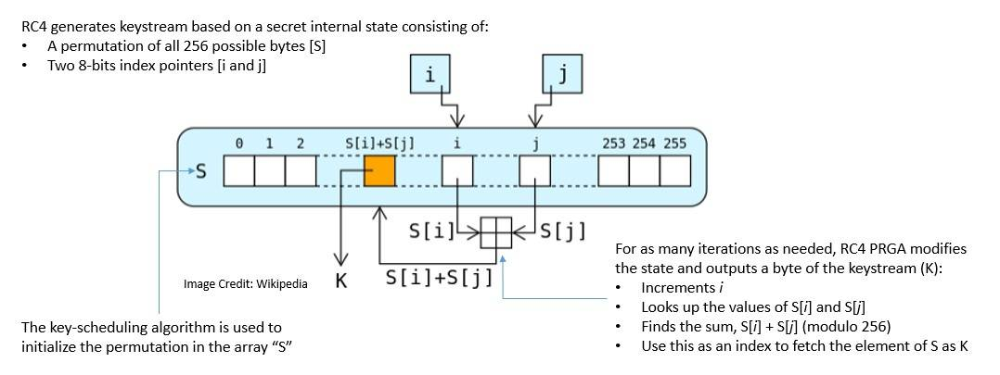 RC4 generates keystream based on a secret internal state consisting of:
• A permutation of all 256 possible bytes [S]
• Two 8-bits index pointers [i and j]
i
j
0 1 2 S[i]+S[j] i j 253 254 255
S
S[i]
S[j]
K
S[i]+S[j]
Image Credit: Wikipedia
The key-scheduling algorithm is used to
initialize the permutation in the array “S”
For as many iterations as needed, RC4 PRGA modifies
the state and outputs a byte of the keystream (K):
• Increments i
• Looks up the values of S[i] and S[j]
• Finds the sum, S[i] + S[j] (modulo 256)
• Use this as an index to fetch the element of S as K